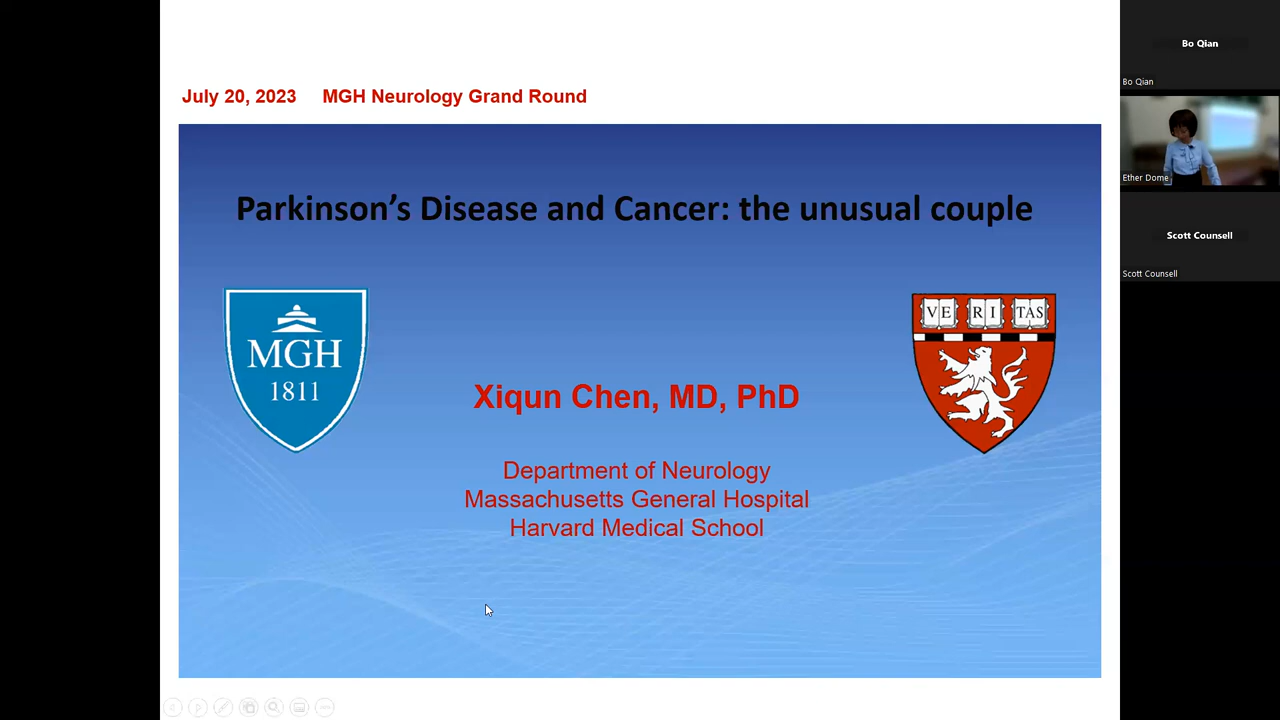 July 20, 2023 MGH Neurology Grand Round
Parkinson's Disease and Cancer: the unusual couple
MGH
1811
VE RI TAS
Xiqun Chen, MD, PhD
Department of Neurology
Massachusetts General Hospital
Harvard Medical School
Bo Qian
Bo Qian
Ether Dome
Scott Counsell
Scott Counsell